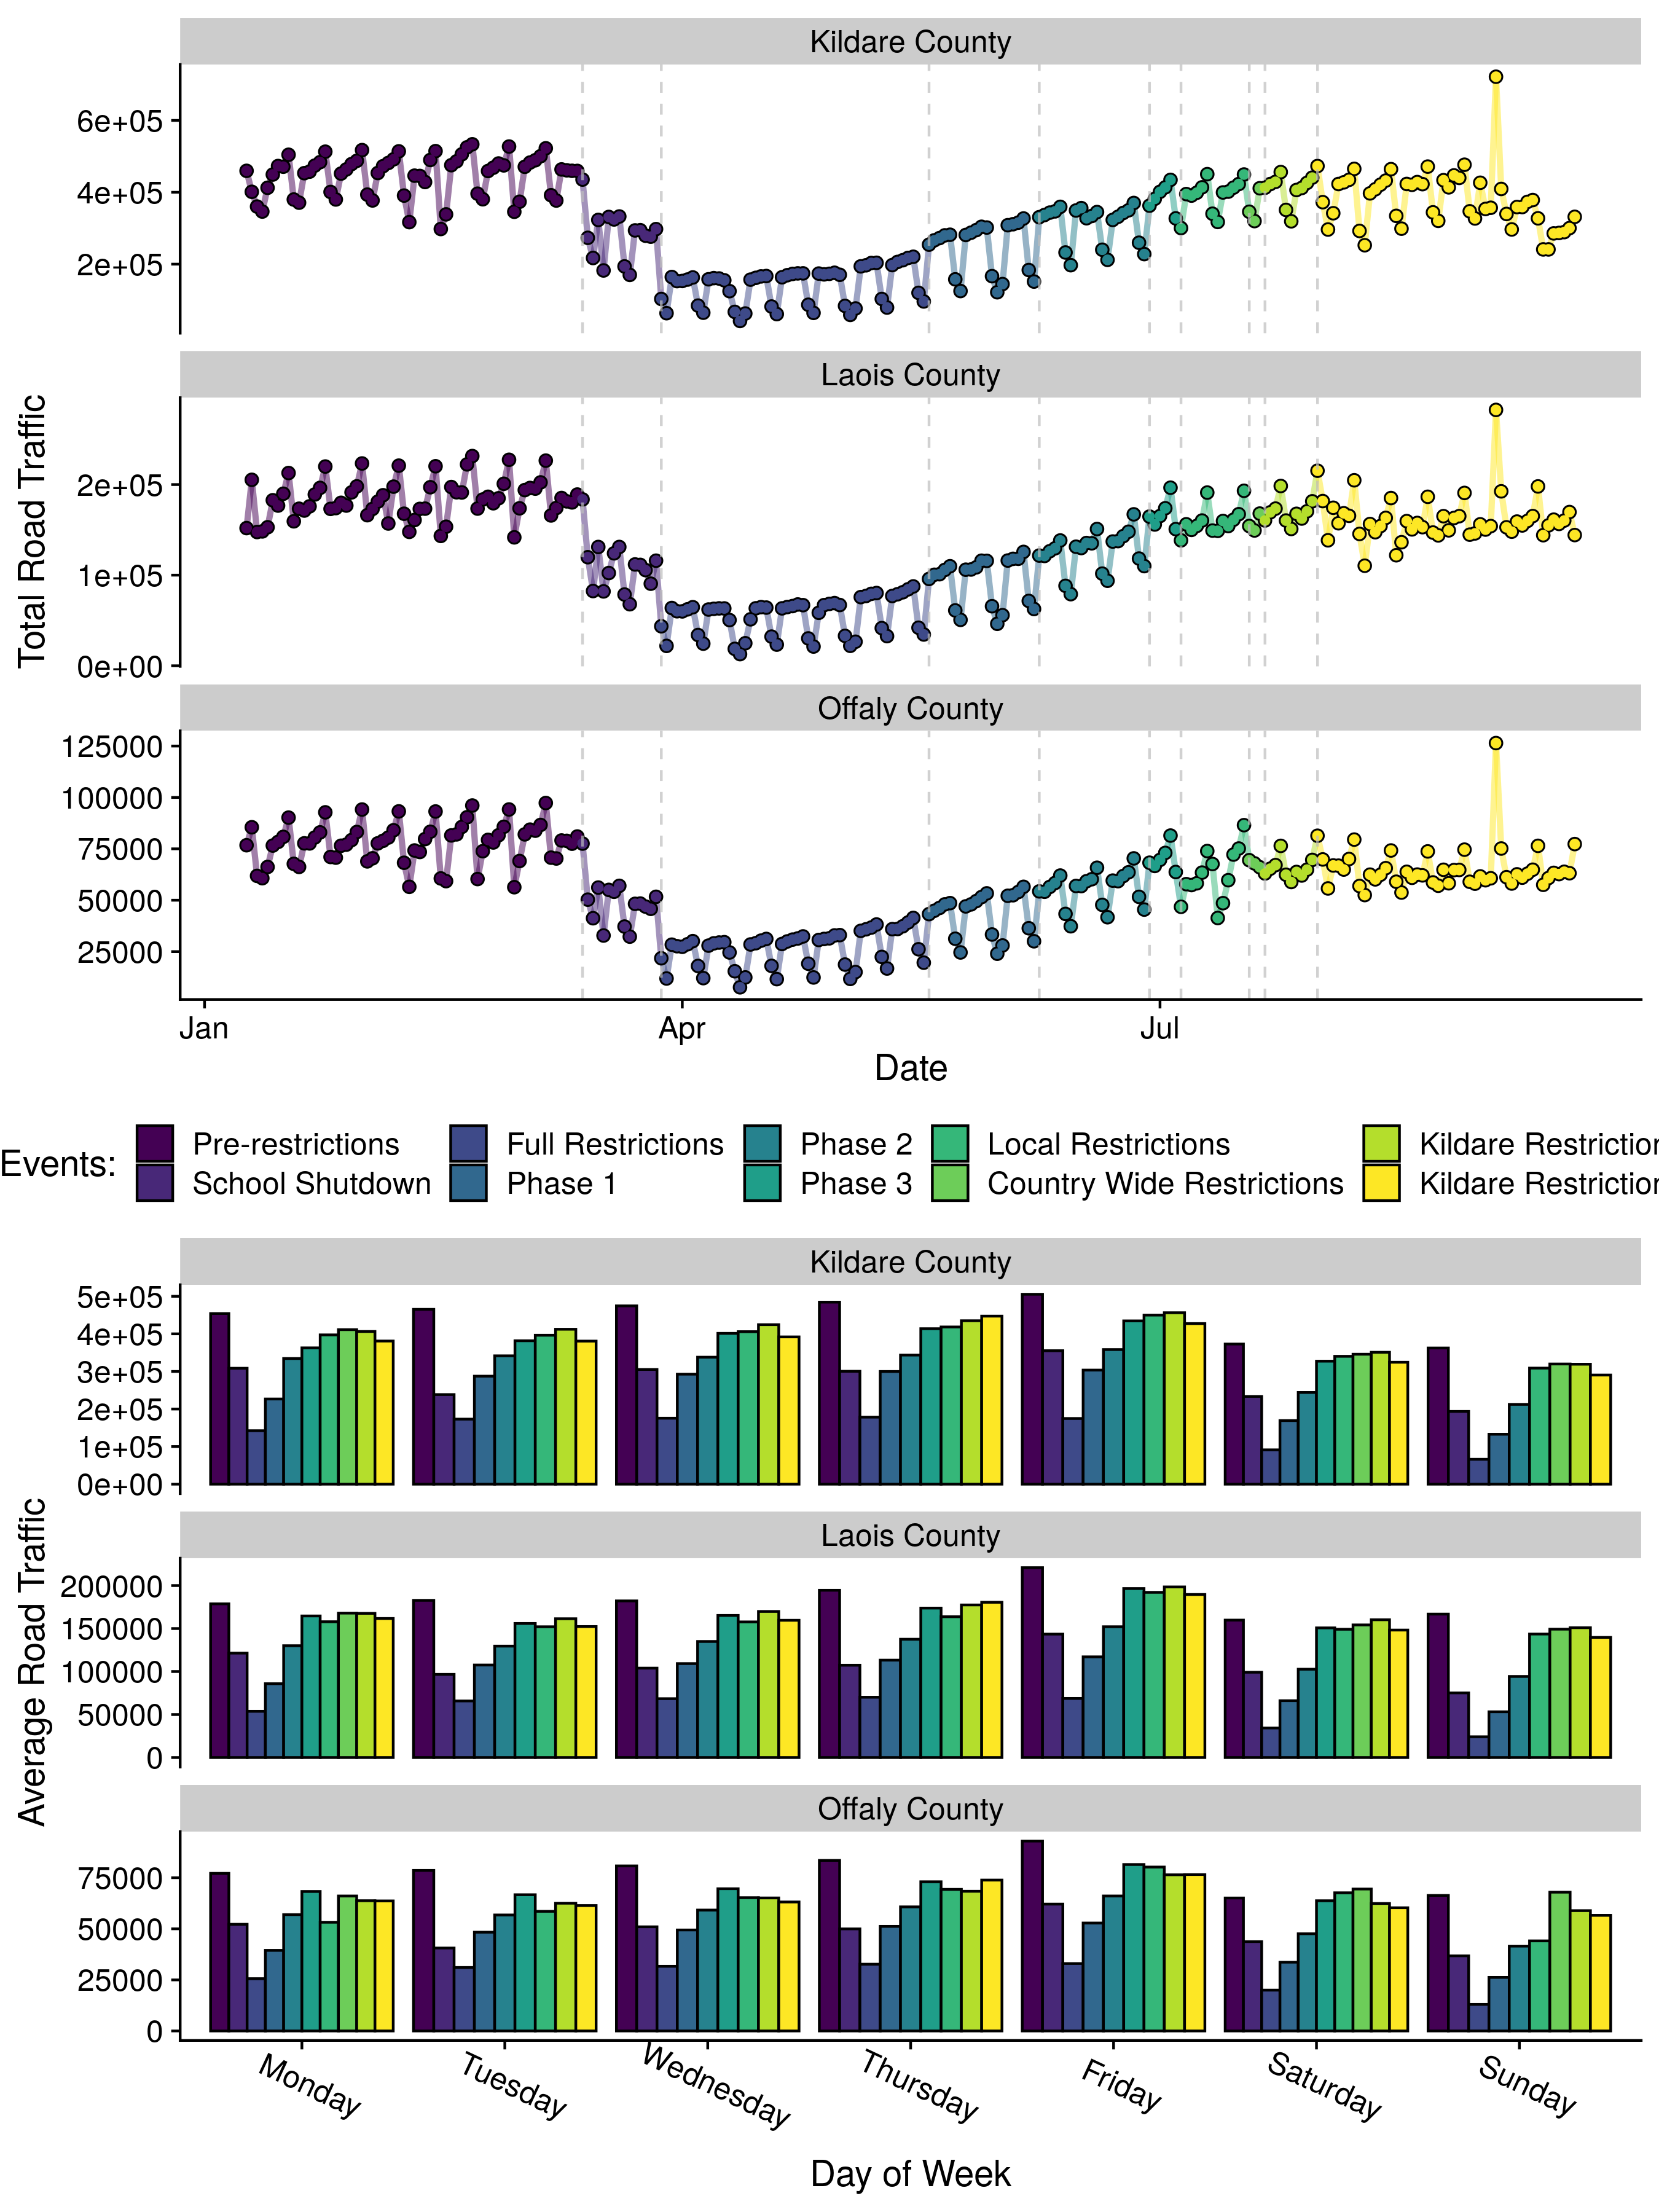 Kildare County
6e+05
4e+05
2e+05
Laois County
2e+05
1e+05
0e+00
Offaly County
125000
100000
75000
50000
25000
Total Road Traffic
Jan Apr Jul
Date
Events:
Pre-restrictions Full Restrictions Phase 2 Local Restrictions Kildare Restriction
School Shutdown Phase 1 Phase 3 Country Wide Restrictions Kildare Restriction
Kildare County
5e+05
4e+05
3e+05
2e+05
1e+05
0e+00
Laois County
200000
150000
100000
50000
0
Offaly County
75000
50000
25000
0
Average Road Traffic
Monday Tuesday Wednesday Thursday Friday Saturday Sunday
Day of Week